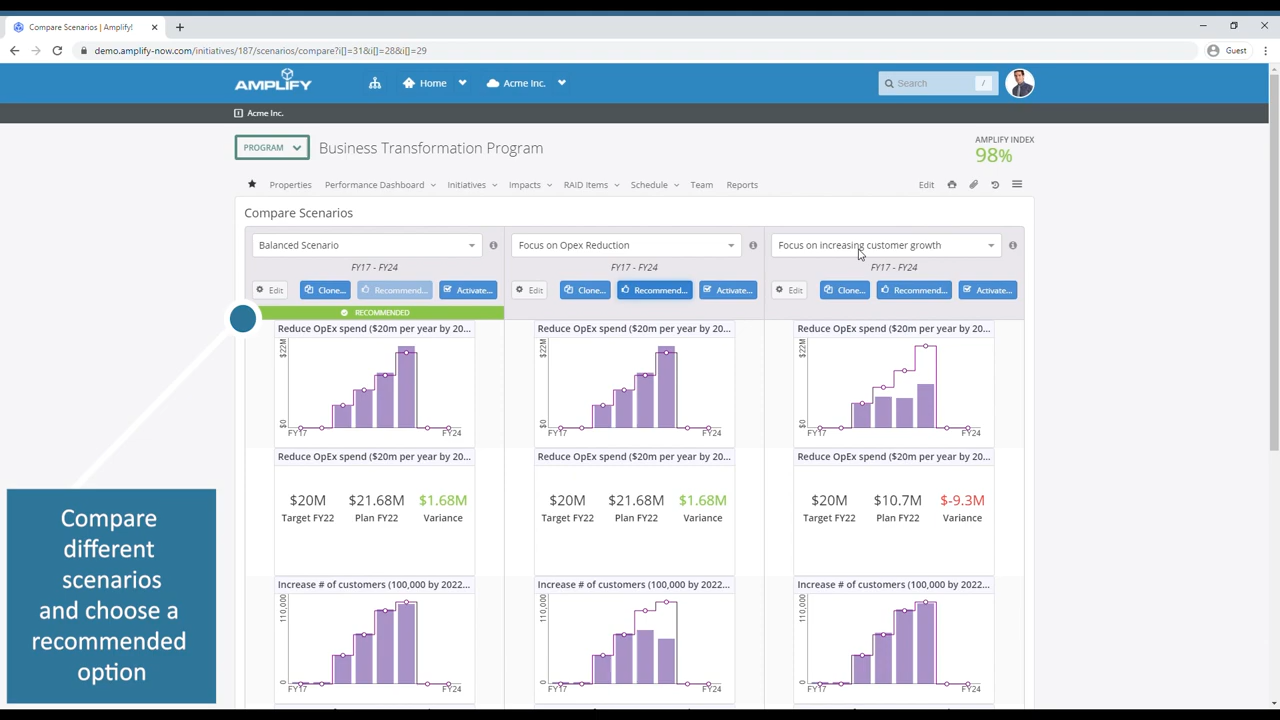 Compare Scenarios | Amplify!
demo.amplify-now.com/initiatives/187/scenarios/compare?i[]=31&i[]=28&i[]=29
Guest
AMPLIFY
Home
Acme Inc.
Search
/
Acme Inc.
PROGRAM
Business Transformation Program
AMPLIFY INDEX
98%
Properties
Performance Dashboard
Initiatives
Impacts
RAID Items
Schedule
Team
Reports
Edit
Compare Scenarios
Balanced Scenario
Focus on Opex Reduction
Focus on increasing customer growth
FY17 - FY24
FY17 - FY24
FY17 - FY24
Edit
Clone...
Recommend...
Activate...
Edit
Clone...
Recommend...
Activate...
Edit
Clone...
Recommend...
Activate...
RECOMMENDED
Reduce OpEx spend ($20m per year by 20...
Reduce OpEx spend ($20m per year by 20...
Reduce OpEx spend ($20m per year by 20...
$22M
$0
FY17
FY24
$22M
$0
FY17
FY24
$22M
$0
FY17
FY24
Reduce OpEx spend ($20m per year by 20...
Reduce OpEx spend ($20m per year by 20...
Reduce OpEx spend ($20m per year by 20...
$20M $21.68M $1.68M
Target FY22 Plan FY22 Variance
$20M $21.68M $1.68M
Target FY22 Plan FY22 Variance
$20M $10.7M $-9.3M
Target FY22 Plan FY22 Variance
Increase # of customers (100,000 by 2022...
Increase # of customers (100,000 by 2022...
Increase # of customers (100,000 by 2022...
110,000
0
FY17
FY24
110,000
0
FY17
FY24
110,000
0
FY17
FY24
Compare
different
scenarios
and choose a
recommended
option